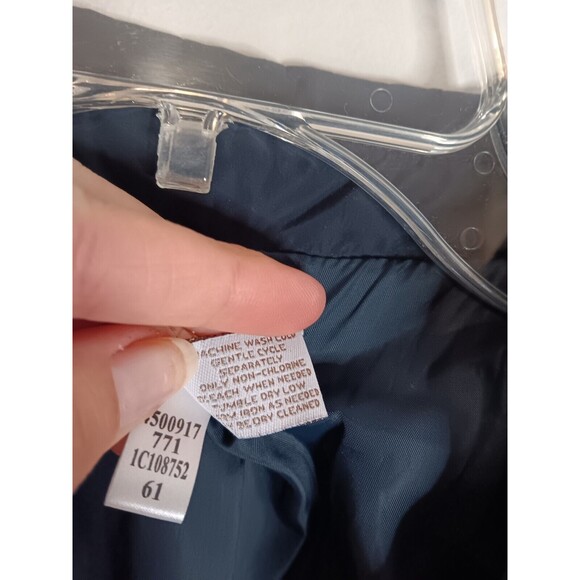 MACHINE WASH COLD
GENTLE CYCLE
SEPARATELY
ONLY NON-CHLORINE
BLEACH WHEN NEEDED
TUMBLE DRY LOW
IRON AS NEEDED
BE DRY CLEANED
500917
771
1C108752
61